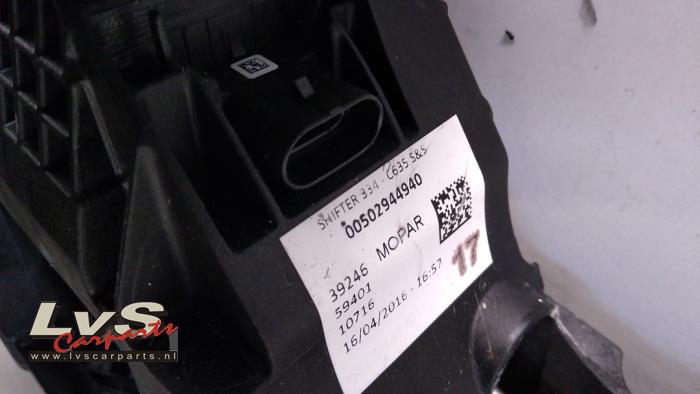 SHIFTER 334 - C635 S&S
00502944940
39246 MOPAR
59401
10716
16/04/2016 - 16:57
17
LvS
Carparts
www.lvscarparts.nl